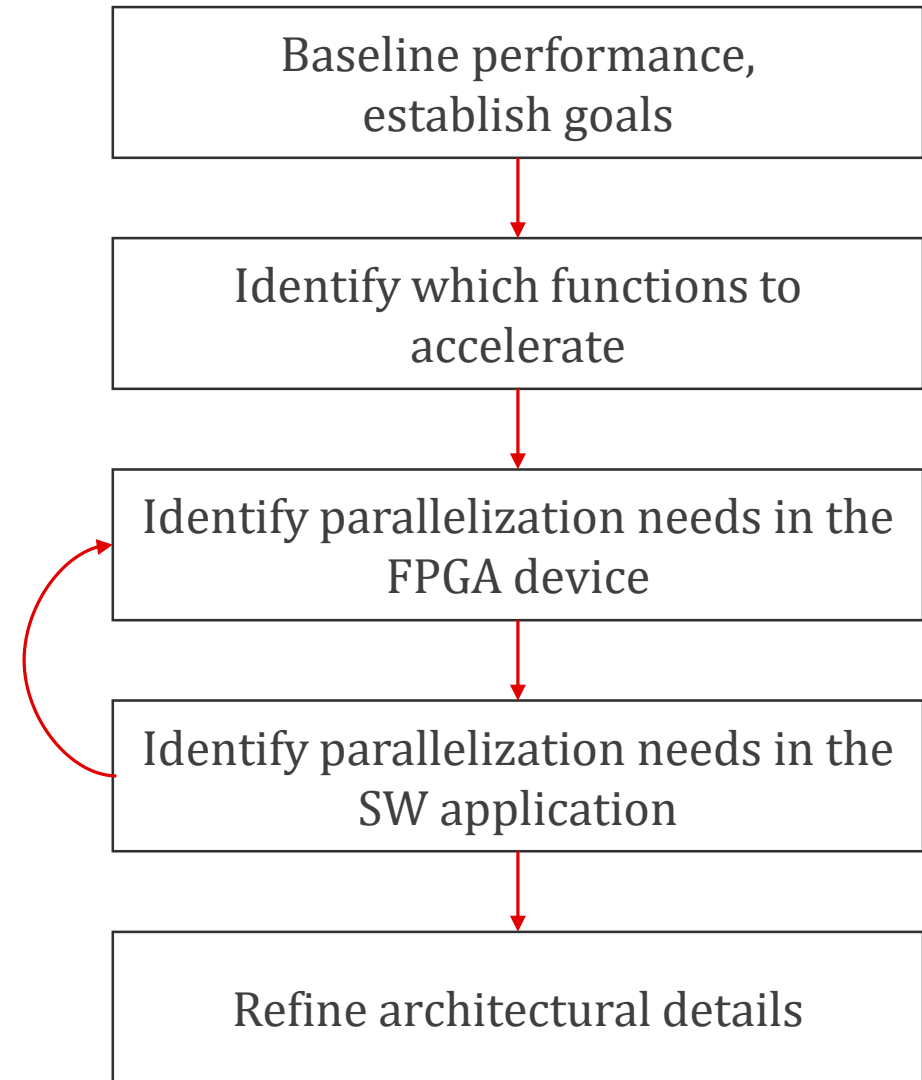 Baseline performance,
establish goals
Identify which functions to
accelerate
Identify parallelization needs in the
FPGA device
Identify parallelization needs in the
SW application
Refine architectural details